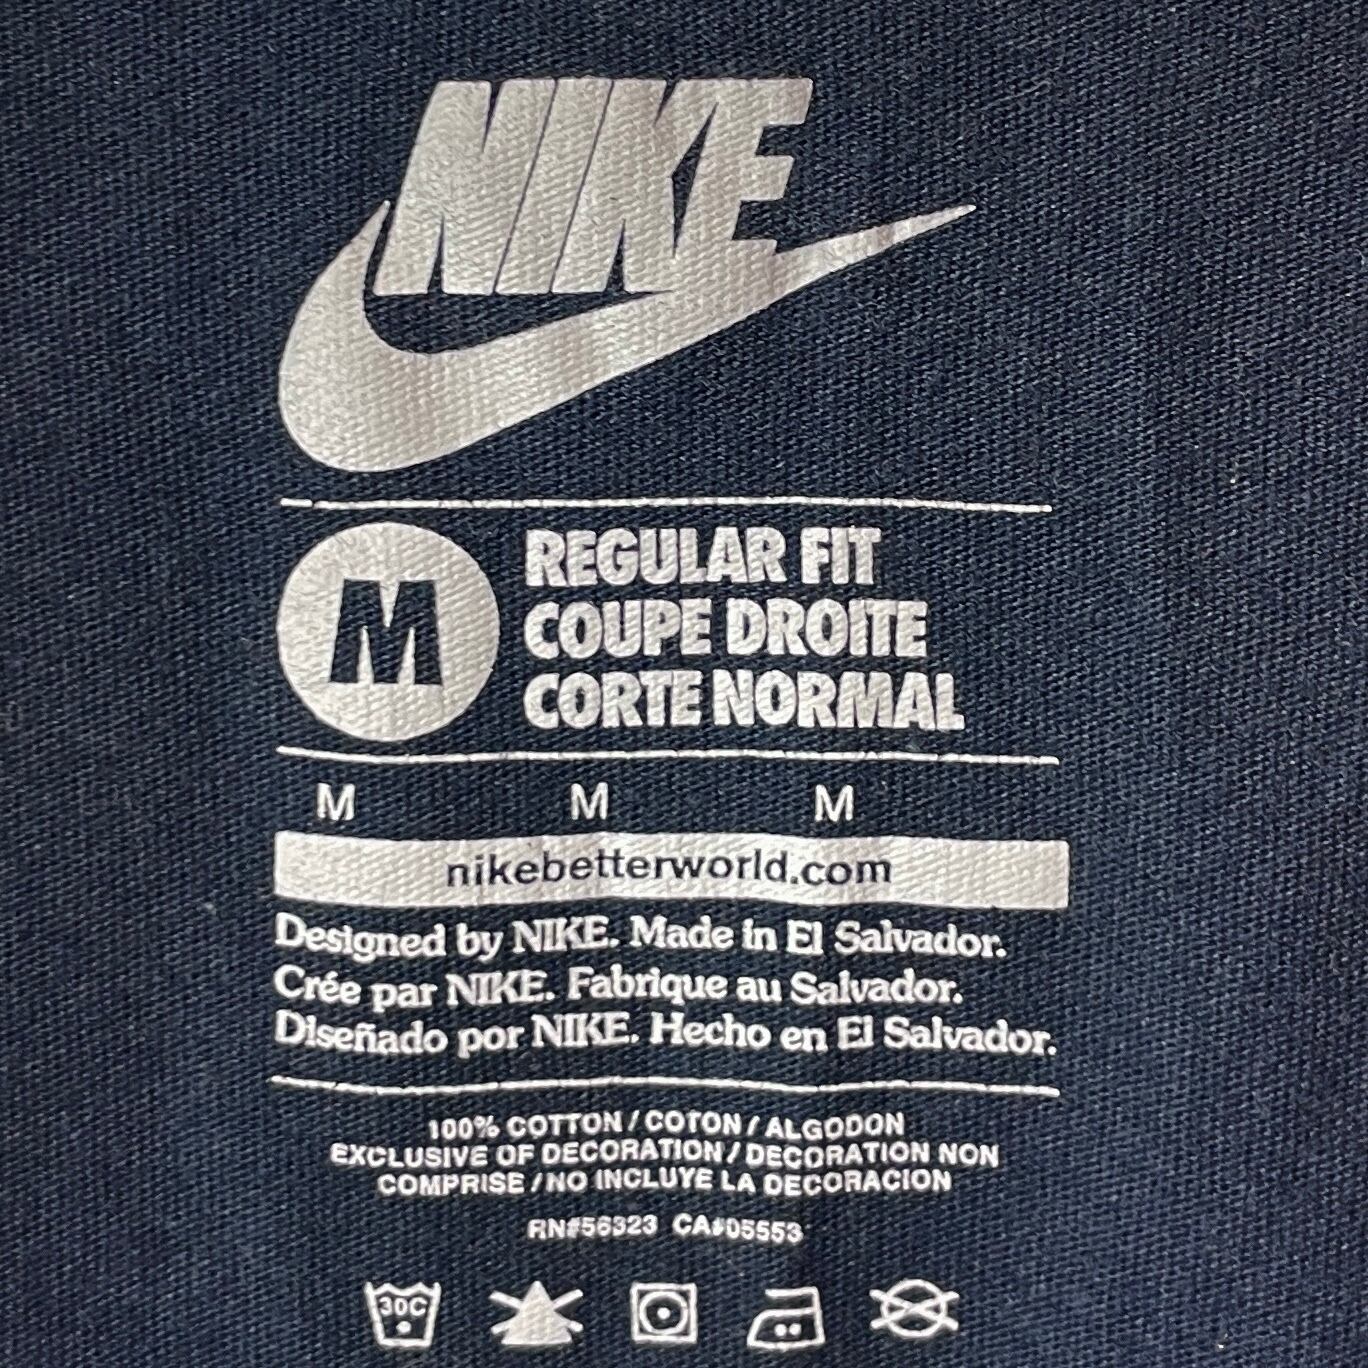 NIKE
M
REGULAR FIT
COUPE DROITE
CORTE NORMAL
M M M
nikebetterworld.com
Designed by NIKE. Made in El Salvador.
Crée par NIKE. Fabrique au Salvador.
Diseñado por NIKE. Hecho en El Salvador.
100% COTTON / COTON / ALGODON
EXCLUSIVE OF DECORATION / DECORATION NON
COMPRISE / NO INCLUYE LA DECORACION
RN#56323 CA#05553
30C